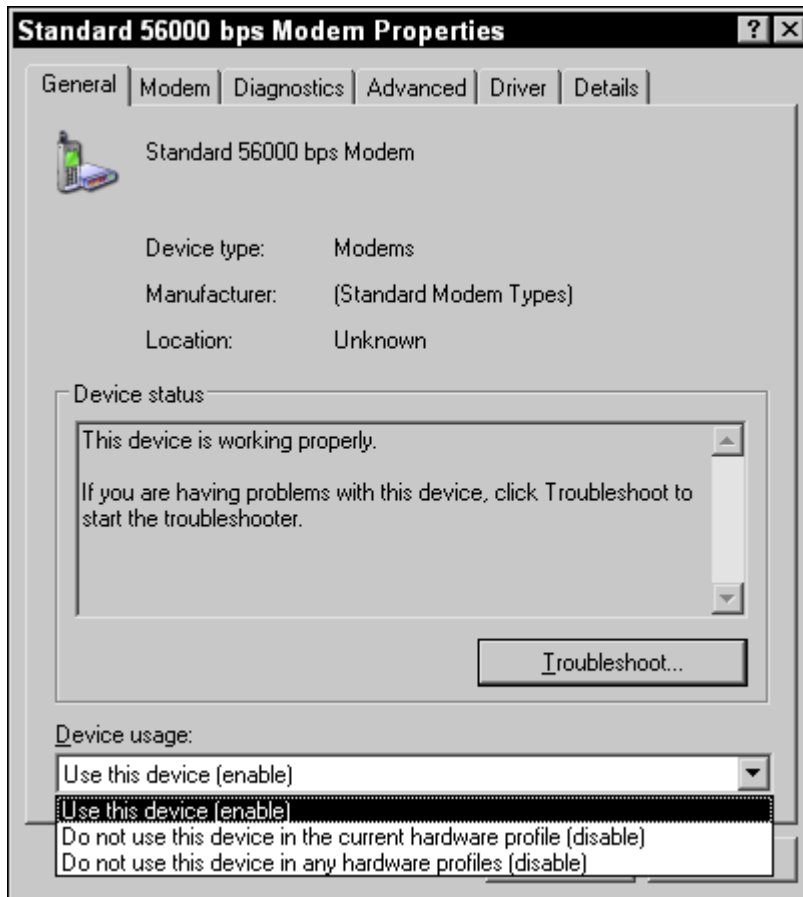 Standard 56000 bps Modem Properties
General Modem Diagnostics Advanced Driver Details
Standard 56000 bps Modem
Device type: Modems
Manufacturer: (Standard Modem Types)
Location: Unknown
Device status
This device is working properly.
If you are having problems with this device, click Troubleshoot to
start the troubleshooter.
Troubleshoot...
Device usage:
Use this device (enable)
Use this device (enable)
Do not use this device in the current hardware profile (disable)
Do not use this device in any hardware profiles (disable)